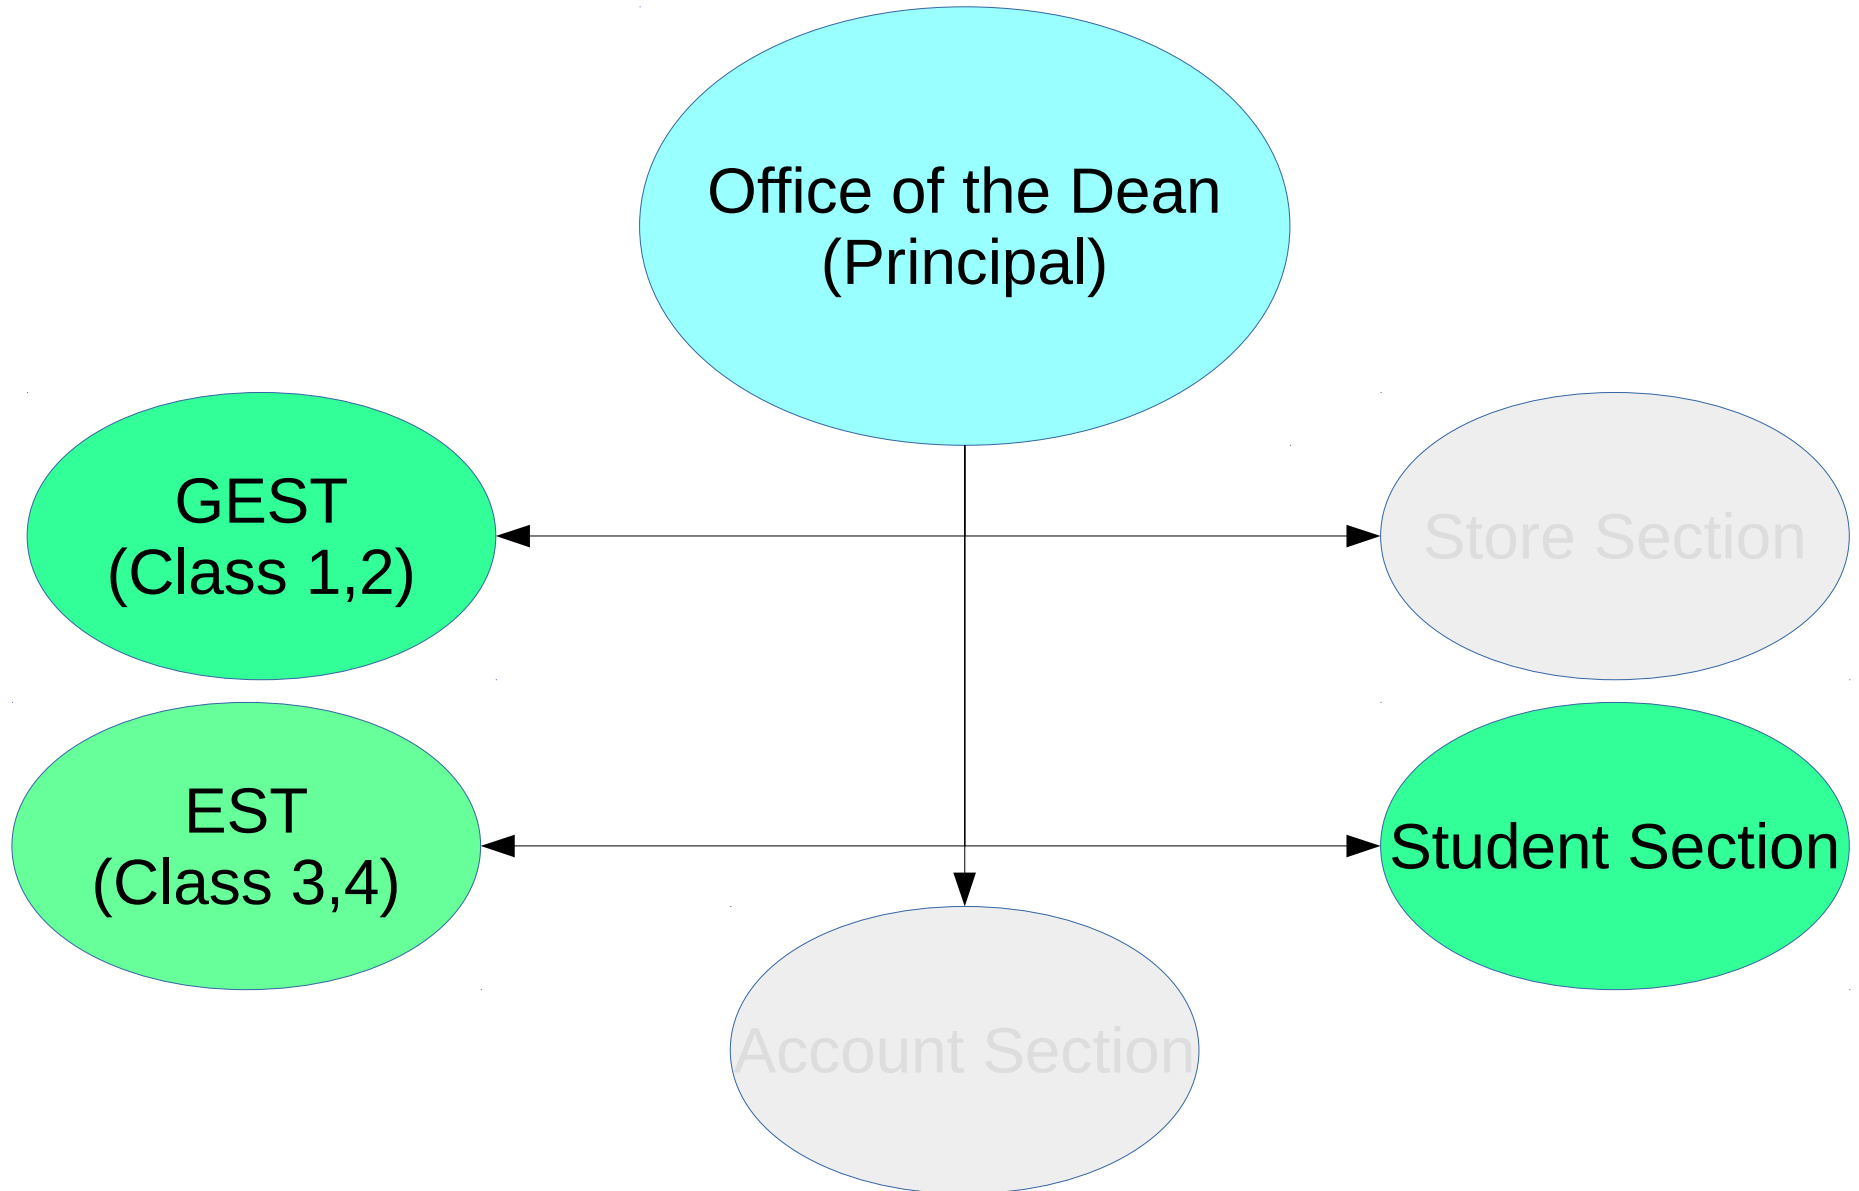 Office of the Dean
(Principal)
GEST
(Class 1,2)
Store Section
EST
(Class 3,4)
Student Section
Account Section